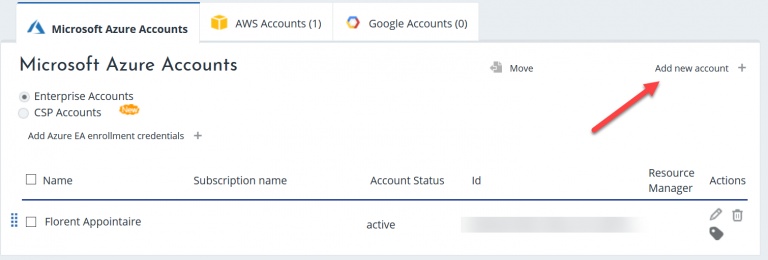 Microsoft Azure Accounts AWS Accounts (1) Google Accounts (0)
Microsoft Azure Accounts Move Add new account +
Enterprise Accounts
CSP Accounts New
Add Azure EA enrollment credentials +
Name Subscription name Account Status Id Resource Manager Actions
Florent Appointaire active